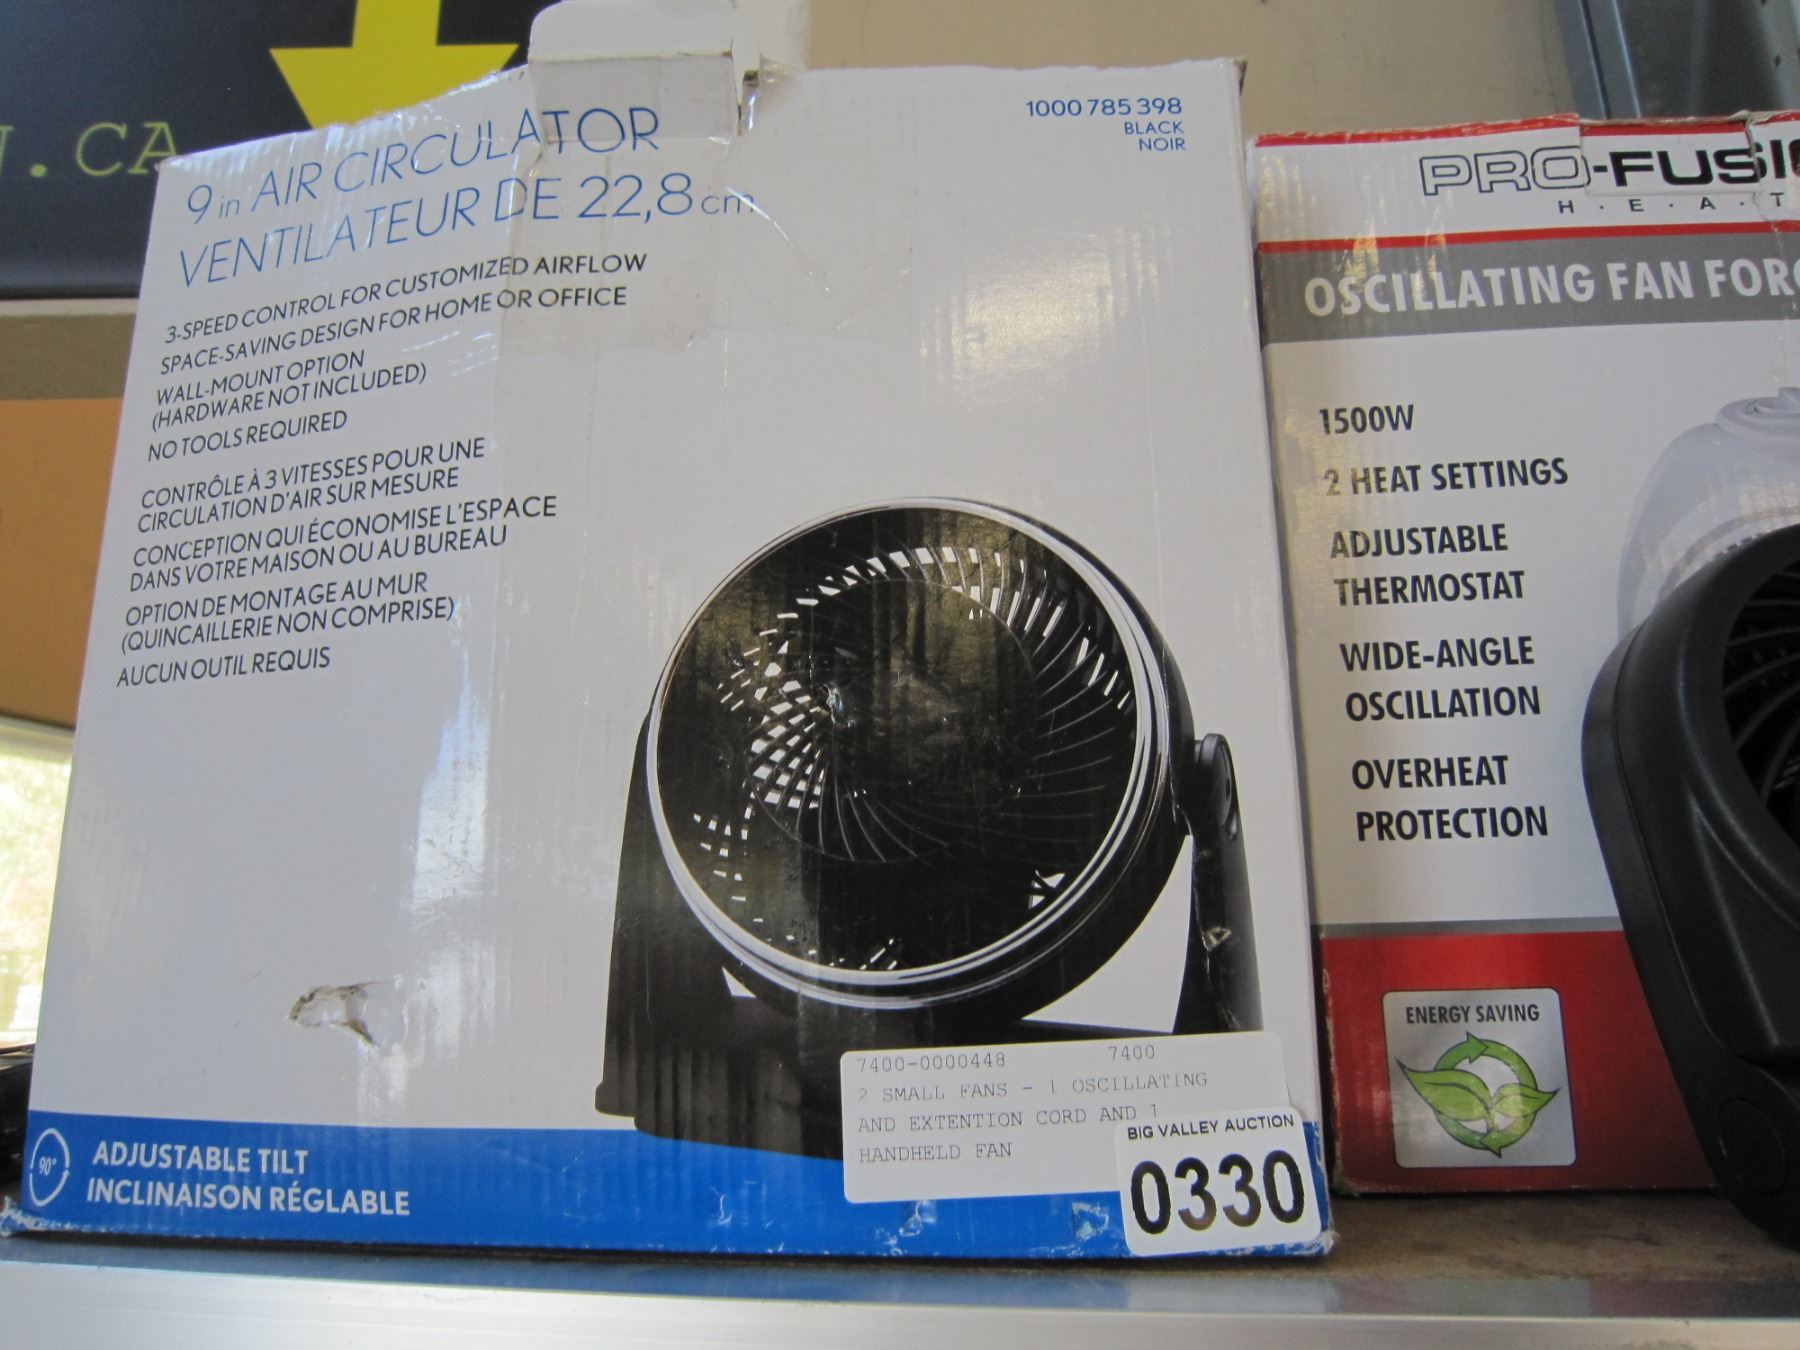 .CA
9 in AIR CIRCULATOR
VENTILATEUR DE 22,8 cm
1000 785 398
BLACK
NOIR
3-SPEED CONTROL FOR CUSTOMIZED AIRFLOW
SPACE-SAVING DESIGN FOR HOME OR OFFICE
WALL-MOUNT OPTION
(HARDWARE NOT INCLUDED)
NO TOOLS REQUIRED
CONTRÔLE À 3 VITESSES POUR UNE
CIRCULATION D'AIR SUR MESURE
CONCEPTION QUI ÉCONOMISE L'ESPACE
DANS VOTRE MAISON OU AU BUREAU
OPTION DE MONTAGE AU MUR
(QUINCAILLERIE NON COMPRISE)
AUCUN OUTIL REQUIS
90°
ADJUSTABLE TILT
INCLINAISON RÉGLABLE
7400-0000448 7400
2 SMALL FANS - 1 OSCILLATING
AND EXTENTION CORD AND 1
HANDHELD FAN
BIG VALLEY AUCTION
0330
PRO-FUSIO
H·E·A·T
OSCILLATING FAN FORC
1500W
2 HEAT SETTINGS
ADJUSTABLE
THERMOSTAT
WIDE-ANGLE
OSCILLATION
OVERHEAT
PROTECTION
ENERGY SAVING